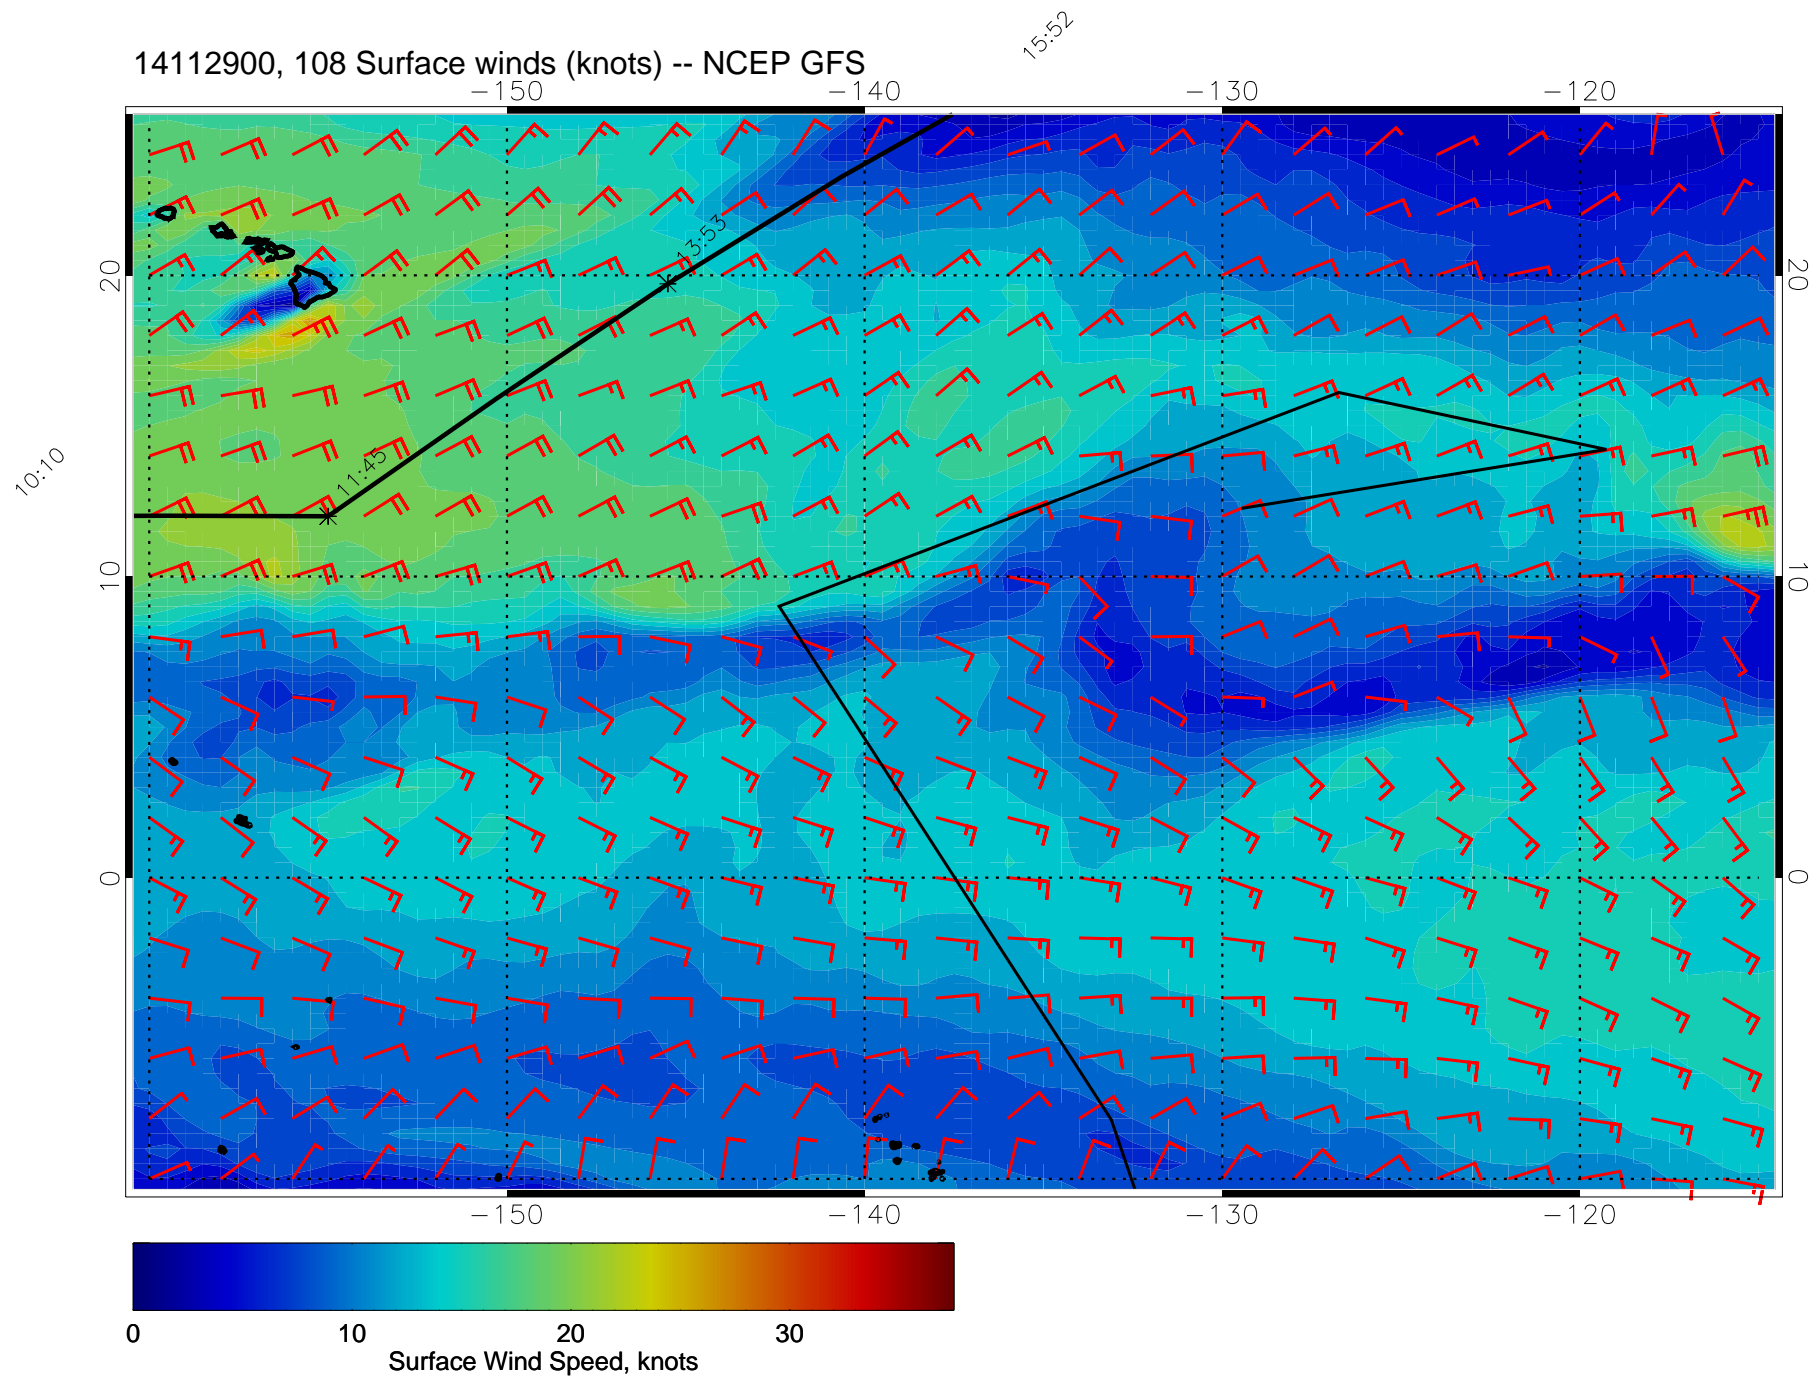 15:52
14112900, 108 Surface winds (knots) -- NCEP GFS
-150 -140 -130 -120
13:53
20 20
11:45
10:10
10 10
0 0
-150 -140 -130 -120
0 10 20 30
Surface Wind Speed, knots